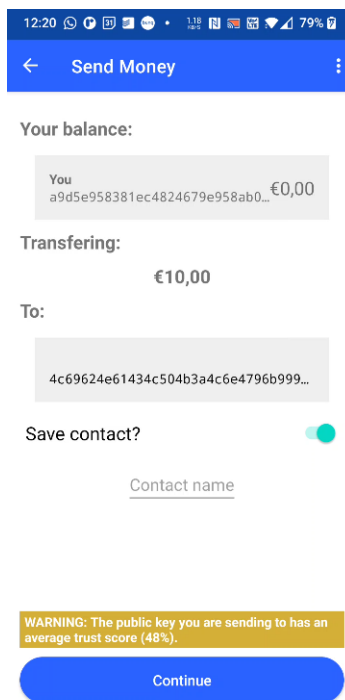 12:20 79%
Send Money
Your balance:
You
a9d5e958381ec4824679e958ab0… €0,00
Transfering:
€10,00
To:
4c69624e61434c504b3a4c6e4796b999…
Save contact?
Contact name
WARNING: The public key you are sending to has an
average trust score (48%).
Continue